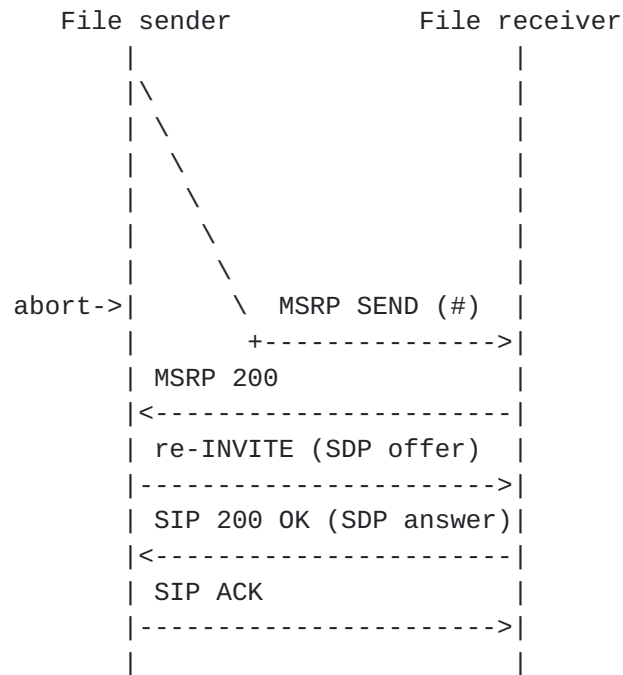 File sender File receiver
abort-> MSRP SEND (#)
MSRP 200
re-INVITE (SDP offer)
SIP 200 OK (SDP answer)
SIP ACK